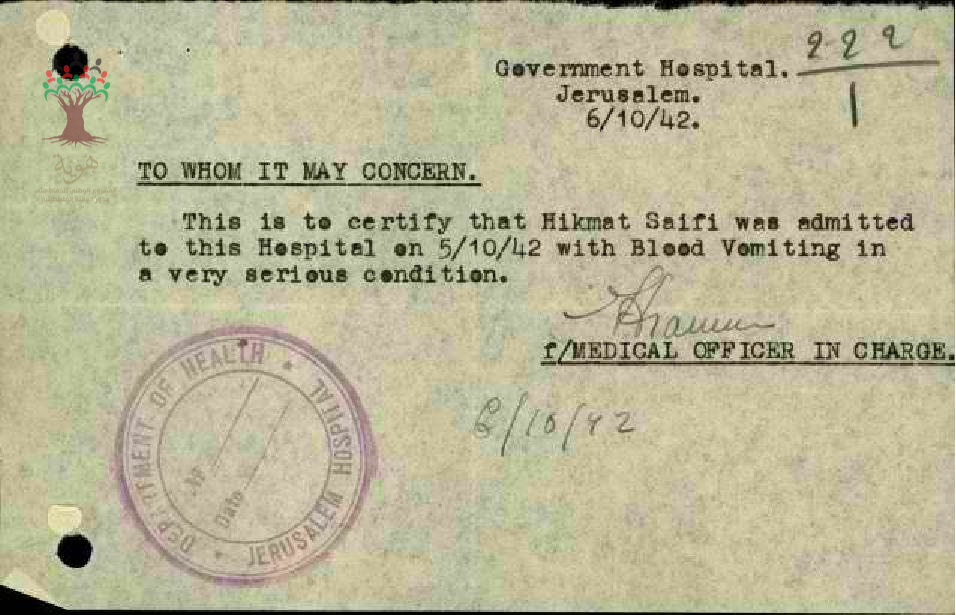 222
1
Government Hospital.
Jerusalem.
6/10/42.
هوية
TO WHOM IT MAY CONCERN.
This is to certify that Hikmat Saifi was admitted
to this Hospital on 5/10/42 with Blood Vomiting in
a very serious condition.
f/MEDICAL OFFICER IN CHARGE.
6/10/42
DEPARTMENT OF HEALTH * JERUSALEM HOSPITAL *
Nr
Date